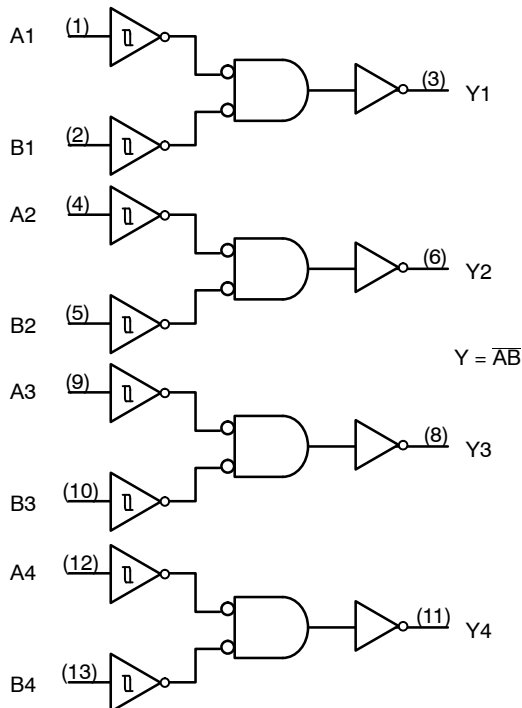 A1 (1)
(3) Y1
B1 (2)
A2 (4)
(6) Y2
B2 (5)
Y = A̅B̅
A3 (9)
(8) Y3
B3 (10)
A4 (12)
(11) Y4
B4 (13)